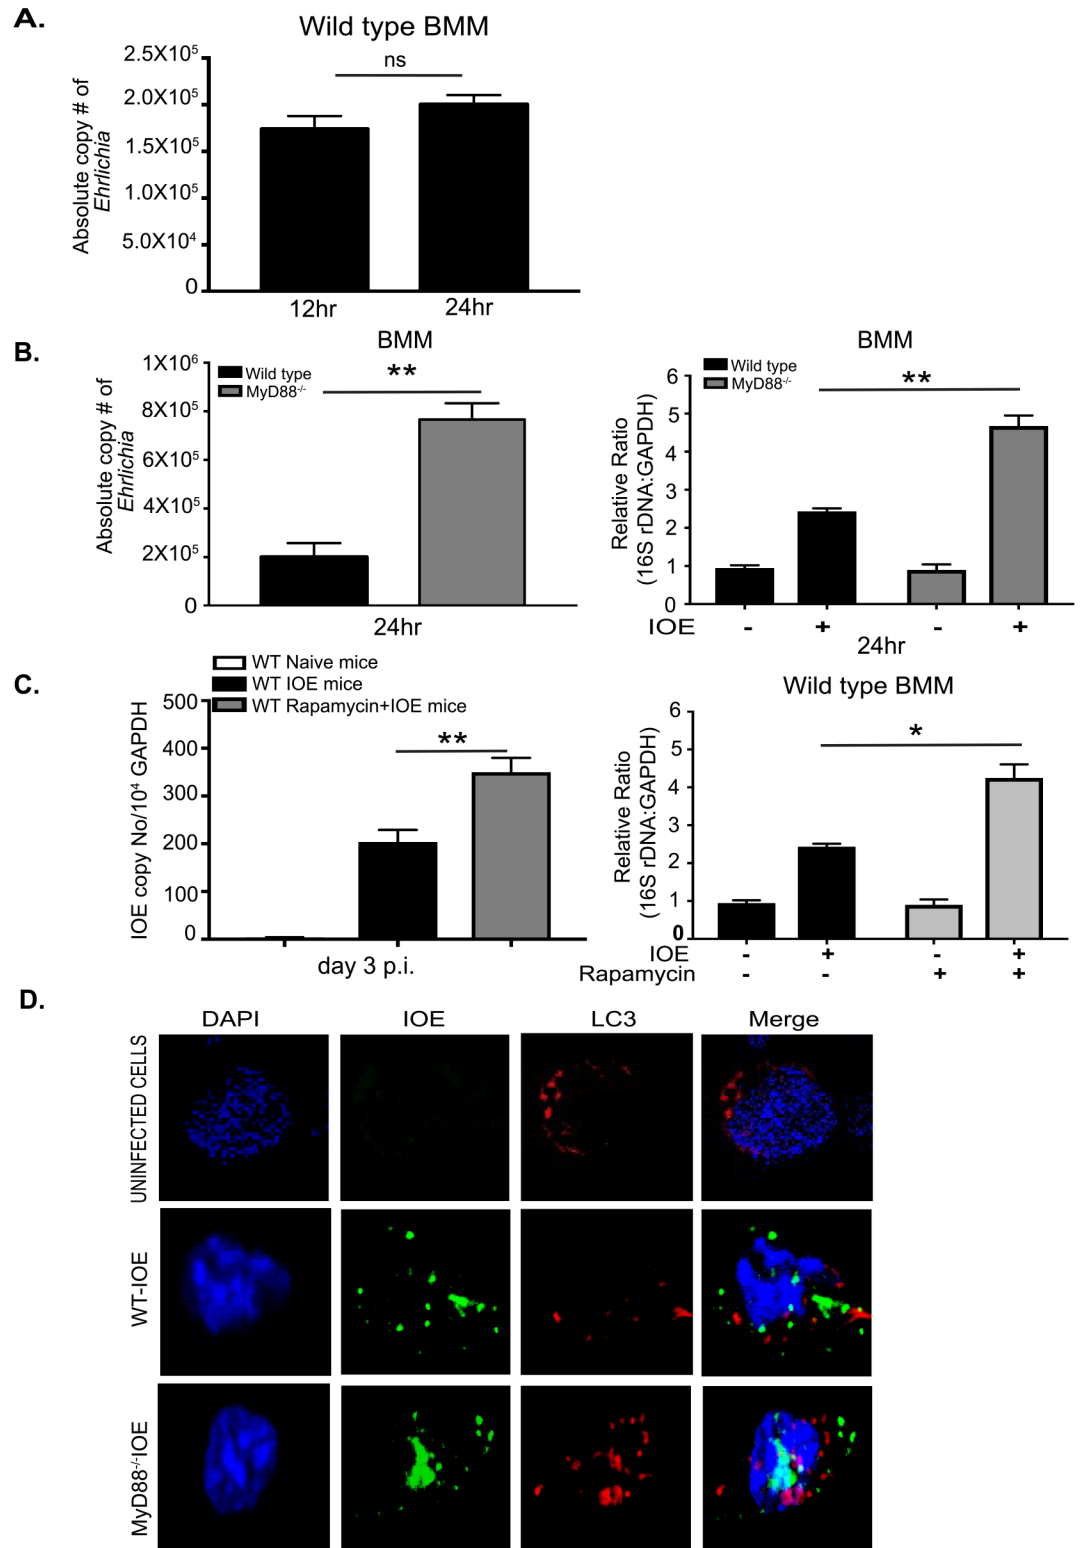 A.
Wild type BMM
Absolute copy # of
Ehrlichia
2.5X10⁵
2.0X10⁵
1.5X10⁵
1.0X10⁵
5.0X10⁴
0
ns
12hr
24hr
B.
BMM
Absolute copy # of
Ehrlichia
1X10⁶
8X10⁵
6X10⁵
4X10⁵
2X10⁵
0
Wild type
MyD88⁻/⁻
**
24hr
BMM
Relative Ratio
(16S rDNA:GAPDH)
6
5
4
3
2
1
0
Wild type
MyD88⁻/⁻
**
IOE - + - +
24hr
C.
WT Naive mice
WT IOE mice
WT Rapamycin+IOE mice
IOE copy No/10⁴ GAPDH
500
400
300
200
100
0
**
day 3 p.i.
Wild type BMM
Relative Ratio
(16S rDNA:GAPDH)
6
5
4
3
2
1
0
*
IOE - + - +
Rapamycin - - + +
D.
DAPI IOE LC3 Merge
UNINFECTED CELLS
WT-IOE
MyD88⁻/⁻IOE